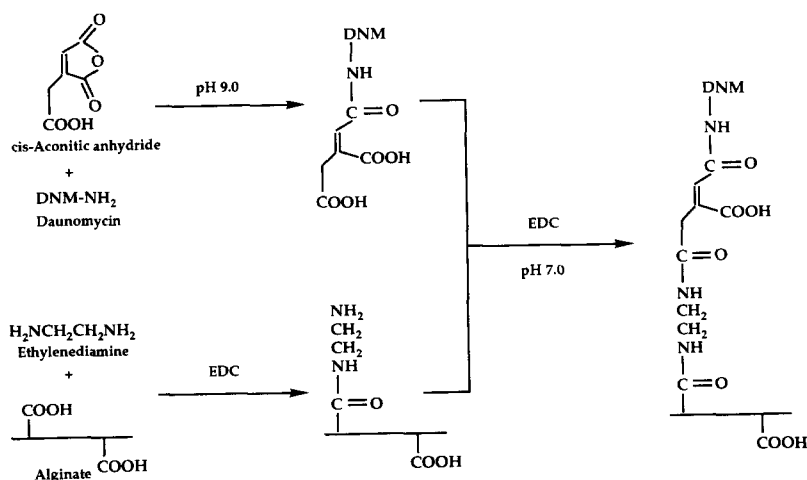 O
O
O
COOH
cis-Aconitic anhydride
+
DNM-NH₂
Daunomycin
pH 9.0
DNM
NH
C=O
COOH
COOH
H₂NCH₂CH₂NH₂
Ethylenediamine
+
COOH
Alginate
COOH
EDC
NH₂
CH₂
CH₂
NH
C=O
COOH
EDC
pH 7.0
DNM
NH
C=O
COOH
C=O
NH
CH₂
CH₂
NH
C=O
COOH